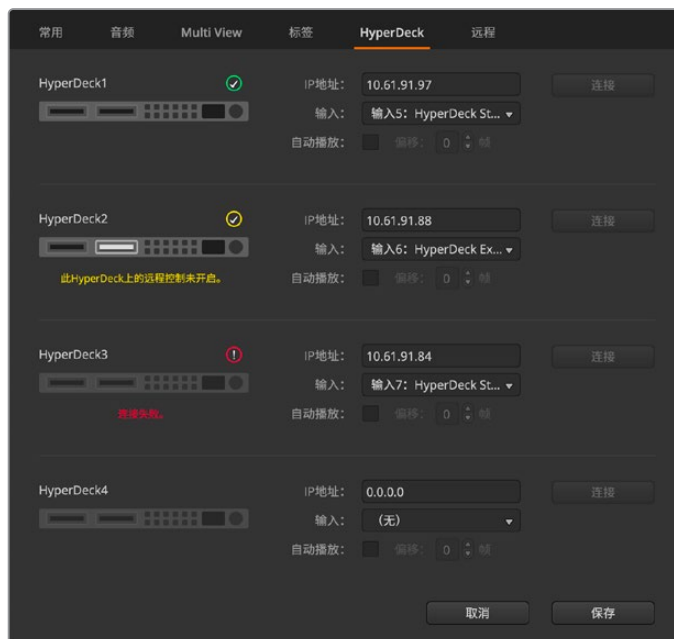 常用 音频 Multi View 标签 HyperDeck 远程
HyperDeck1 IP地址： 10.61.91.97 连接
输入： 输入5：HyperDeck St...
自动播放： 偏移： 0 帧
HyperDeck2 IP地址： 10.61.91.88 连接
输入： 输入6：HyperDeck Ex...
此HyperDeck上的远程控制未开启。 自动播放： 偏移： 0 帧
HyperDeck3 IP地址： 10.61.91.84 连接
输入： 输入7：HyperDeck St...
连接失败。 自动播放： 偏移： 0 帧
HyperDeck4 IP地址： 0.0.0.0 连接
输入： （无）
自动播放： 偏移： 0 帧
取消 保存